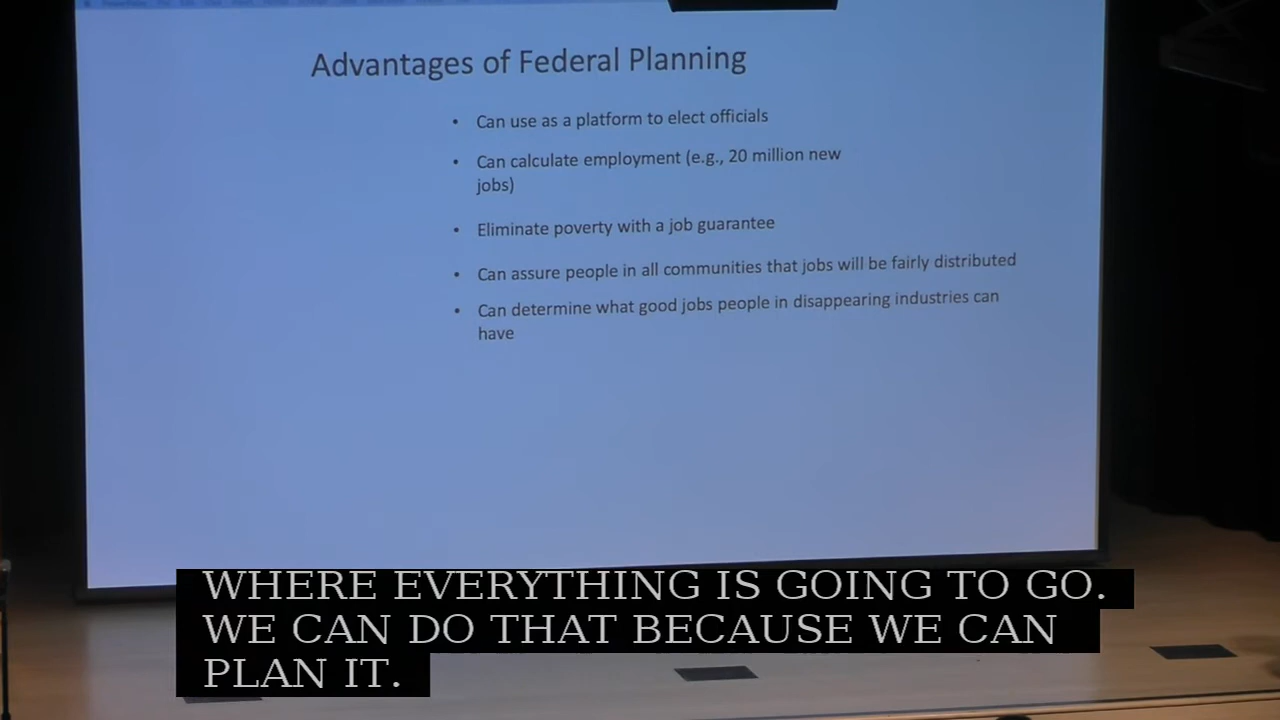 Advantages of Federal Planning
• Can use as a platform to elect officials
• Can calculate employment (e.g., 20 million new
jobs)
• Eliminate poverty with a job guarantee
• Can assure people in all communities that jobs will be fairly distributed
• Can determine what good jobs people in disappearing industries can
have
WHERE EVERYTHING IS GOING TO GO.
WE CAN DO THAT BECAUSE WE CAN
PLAN IT.